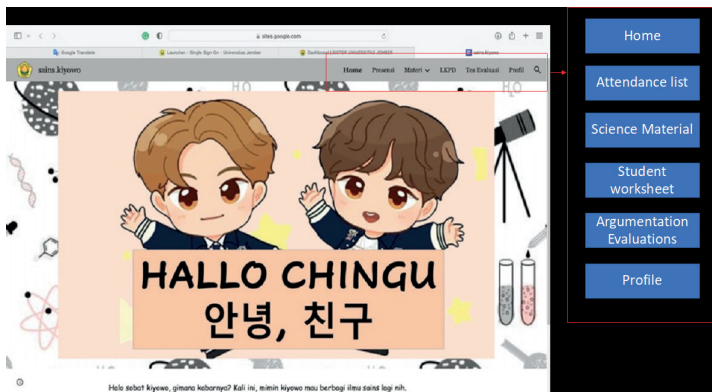 sites.google.com
Google Translate
Launcher - Single Sign On - Universitas Jember
Dashboard
UNIVERSITAS JEMBER
sains.kiyowo
sains.kiyowo
Home Presensi Materi LKPD Tes Evaluasi Profil
H₂O
HALLO CHINGU
안녕, 친구
Halo sobat kiyowo, gimana kabarnya? Kali ini, mimin kiyowo mau berbagi ilmu sains lagi nih.
Home
Attendance list
Science Material
Student
worksheet
Argumentation
Evaluations
Profile